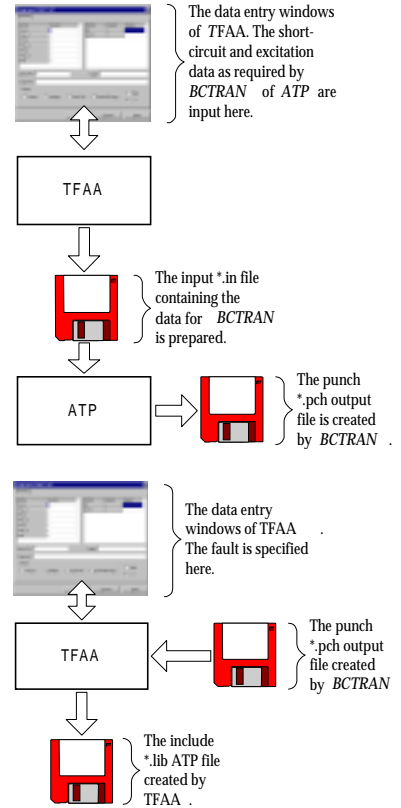 The data entry windows
of TFAA. The short-
circuit and excitation
data as required by
BCTRAN of ATP are
input here.
TFAA
The input *.in file
containing the
data for BCTRAN
is prepared.
ATP
The punch
*.pch output
file is created
by BCTRAN .
The data entry
windows of TFAA .
The fault is specified
here.
TFAA
The punch
*.pch output
file created
by BCTRAN
The include
*.lib ATP file
created by
TFAA .